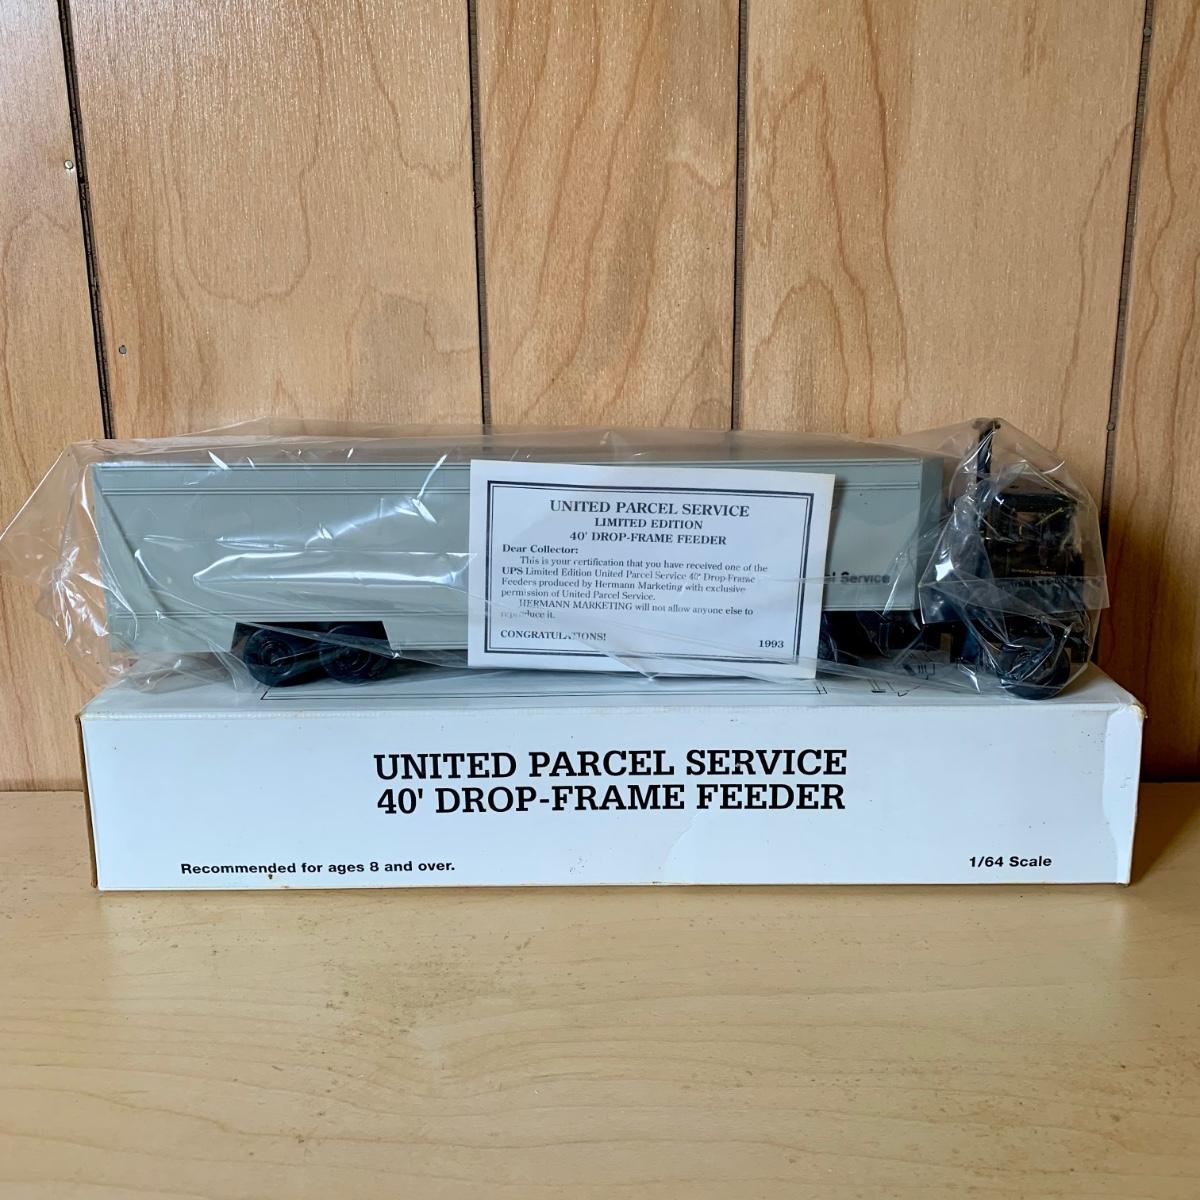 UNITED PARCEL SERVICE
LIMITED EDITION
40' DROP-FRAME FEEDER
Dear Collector:
This is your certification that you have received one of the
UPS Limited Edition United Parcel Service 40' Drop-Frame
Feeders produced by Hermann Marketing with exclusive
permission of United Parcel Service.
HERMANN MARKETING will not allow anyone else to
reproduce it.
CONGRATULATIONS!
1993
Service
United Parcel Service
UNITED PARCEL SERVICE
40' DROP-FRAME FEEDER
Recommended for ages 8 and over.
1/64 Scale